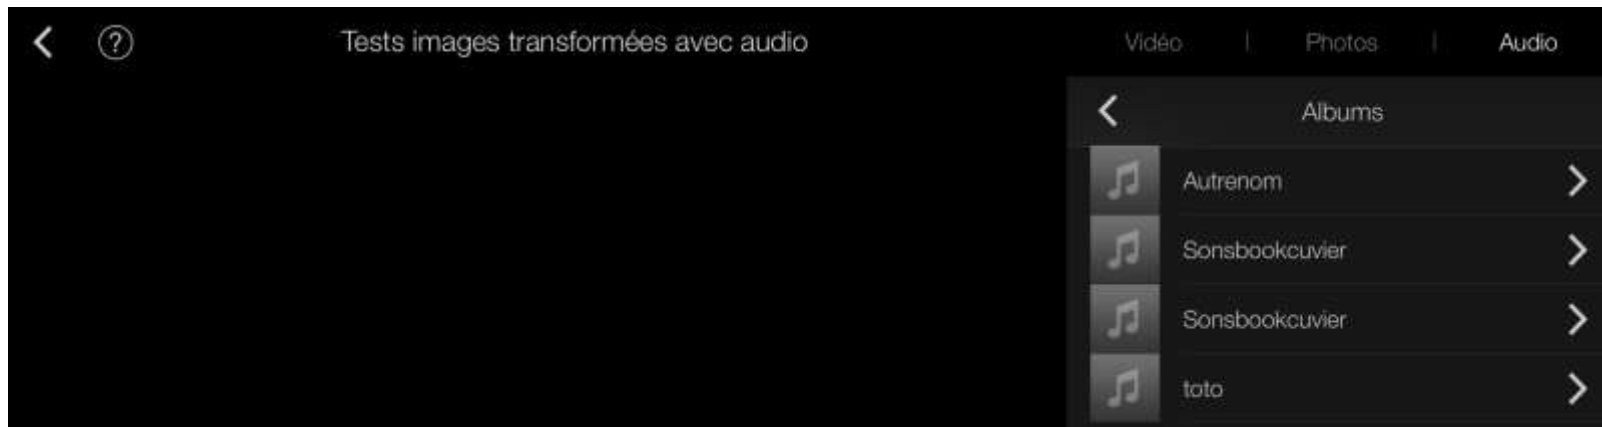 Tests images transformées avec audio
Vidéo | Photos | Audio
Albums
Autrenom
Sonsbookcuvier
Sonsbookcuvier
toto